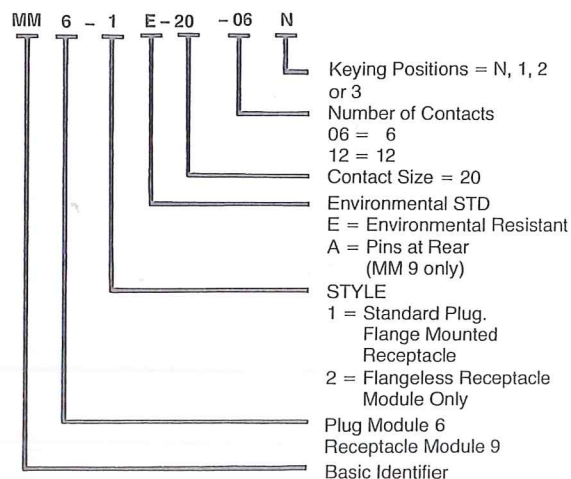 MM 6 - 1 E - 20 - 06 N
Keying Positions = N, 1, 2
or 3
Number of Contacts
06 = 6
12 = 12
Contact Size = 20
Environmental STD
E = Environmental Resistant
A = Pins at Rear
(MM 9 only)
STYLE
1 = Standard Plug.
Flange Mounted
Receptacle
2 = Flangeless Receptacle
Module Only
Plug Module 6
Receptacle Module 9
Basic Identifier